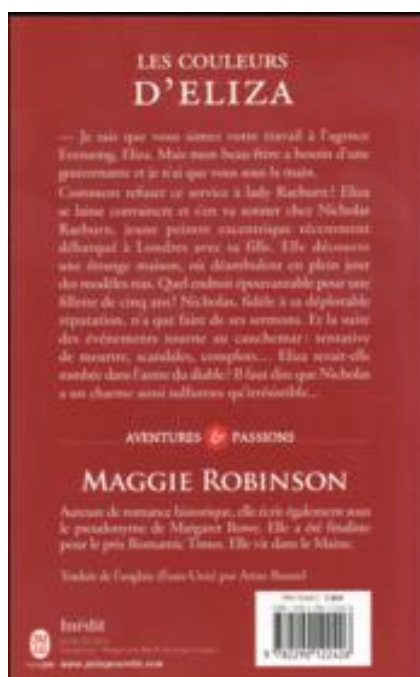 LES COULEURS
D'ELIZA
— Je sais que vous aimez votre travail à l'agence
Evensong, Eliza. Mais mon beau-frère a besoin d'une
gouvernante et je n'ai que vous sous la main.
Comment refuser ce service à lady Raeburn ? Eliza
se laisse convaincre et s'en va sonner chez Nicholas
Raeburn, jeune peintre excentrique récemment
débarqué à Londres avec sa fille. Elle découvre
une étrange maison, où déambulent en plein jour
des modèles nus. Quel endroit épouvantable pour une
fillette de cinq ans ! Nicholas, fidèle à sa déplorable
réputation, n'a que faire de ses sermons. Et la suite
des événements tourne au cauchemar : tentative
de meurtre, scandales, complots... Eliza serait-elle
tombée dans l'antre du diable ? Il faut dire que Nicholas
a un charme aussi sulfureux qu'irrésistible...
AVENTURES & PASSIONS
MAGGIE ROBINSON
Auteure de romance historique, elle écrit également sous
le pseudonyme de Margaret Rowe. Elle a été finaliste
pour le prix Romantic Times. Elle vit dans le Maine.
Traduit de l'anglais (États-Unis) par
Inédit
www.jailupourelle.com
9 782290 122420